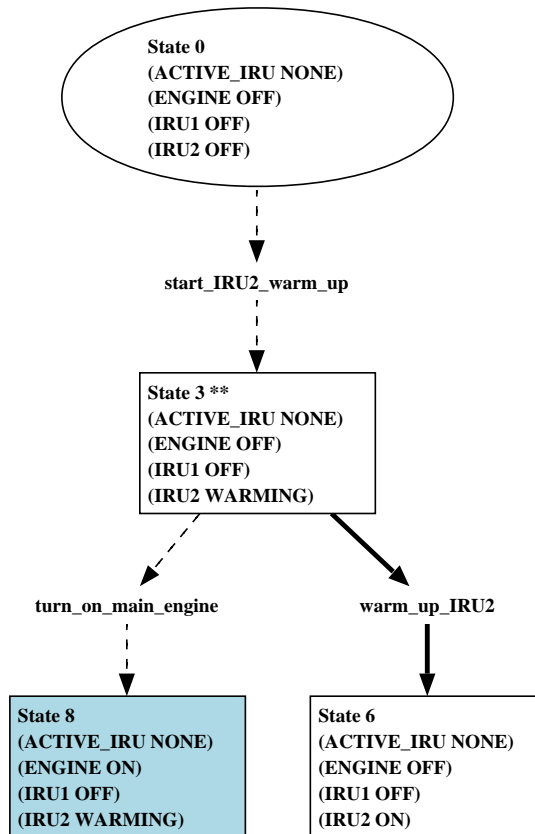 State 0
(ACTIVE_IRU NONE)
(ENGINE OFF)
(IRU1 OFF)
(IRU2 OFF)
start_IRU2_warm_up
State 3 **
(ACTIVE_IRU NONE)
(ENGINE OFF)
(IRU1 OFF)
(IRU2 WARMING)
turn_on_main_engine
warm_up_IRU2
State 8
(ACTIVE_IRU NONE)
(ENGINE ON)
(IRU1 OFF)
(IRU2 WARMING)
State 6
(ACTIVE_IRU NONE)
(ENGINE OFF)
(IRU1 OFF)
(IRU2 ON)